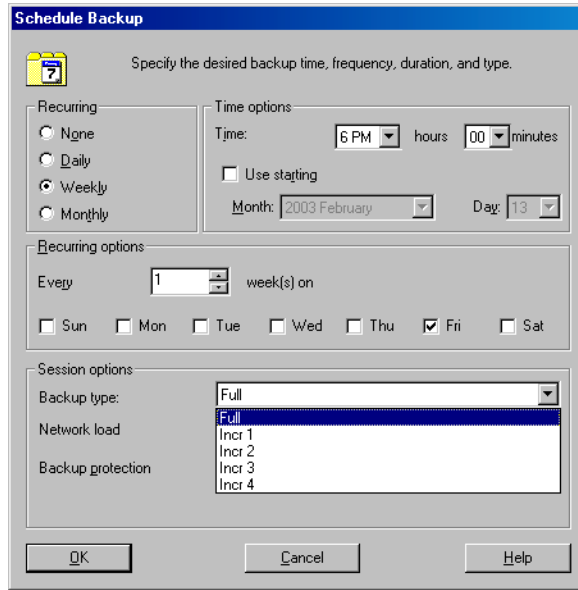 Schedule Backup
7
Specify the desired backup time, frequency, duration, and type.
Recurring
None
Daily
Weekly
Monthly
Time options
Time: 6 PM hours 00 minutes
Use starting
Month: 2003 February Day: 13
Recurring options
Every 1 week(s) on
Sun Mon Tue Wed Thu Fri Sat
Session options
Backup type: Full
Full
Network load
Incr 1
Incr 2
Backup protection
Incr 3
Incr 4
OK Cancel Help